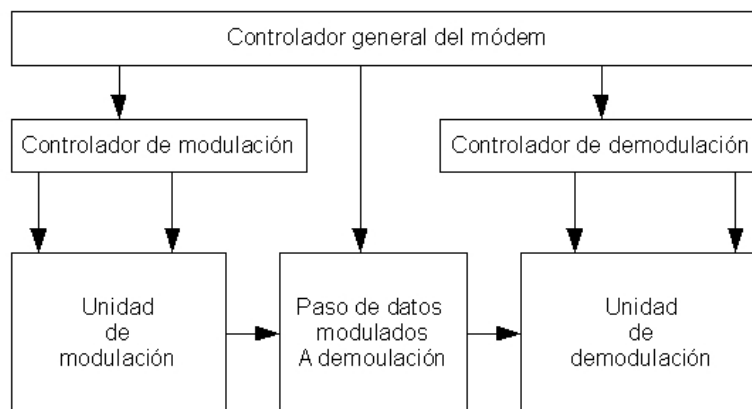 Controlador general del módem
Controlador de modulación
Controlador de demodulación
Unidad
de
modulación
Paso de datos
modulados
A demoulación
Unidad
de
demodulación